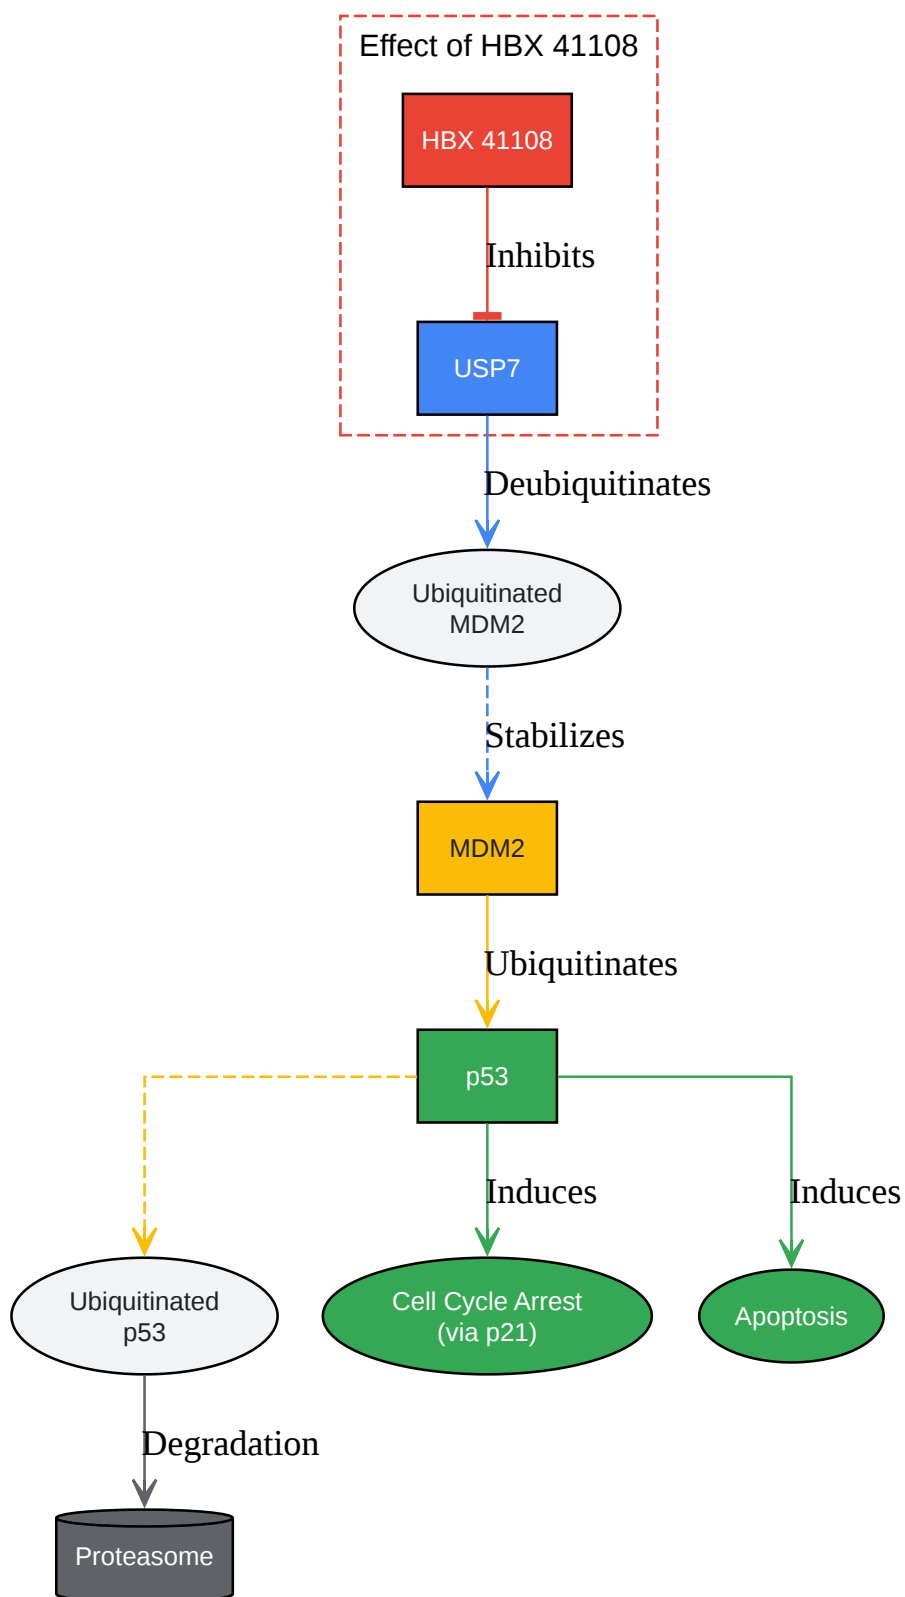 Effect of HBX 41108
HBX 41108
Inhibits
USP7
Deubiquitinates
Ubiquitinated
MDM2
Stabilizes
MDM2
Ubiquitinates
p53
Induces
Induces
Ubiquitinated
p53
Cell Cycle Arrest
(via p21)
Apoptosis
Degradation
Proteasome